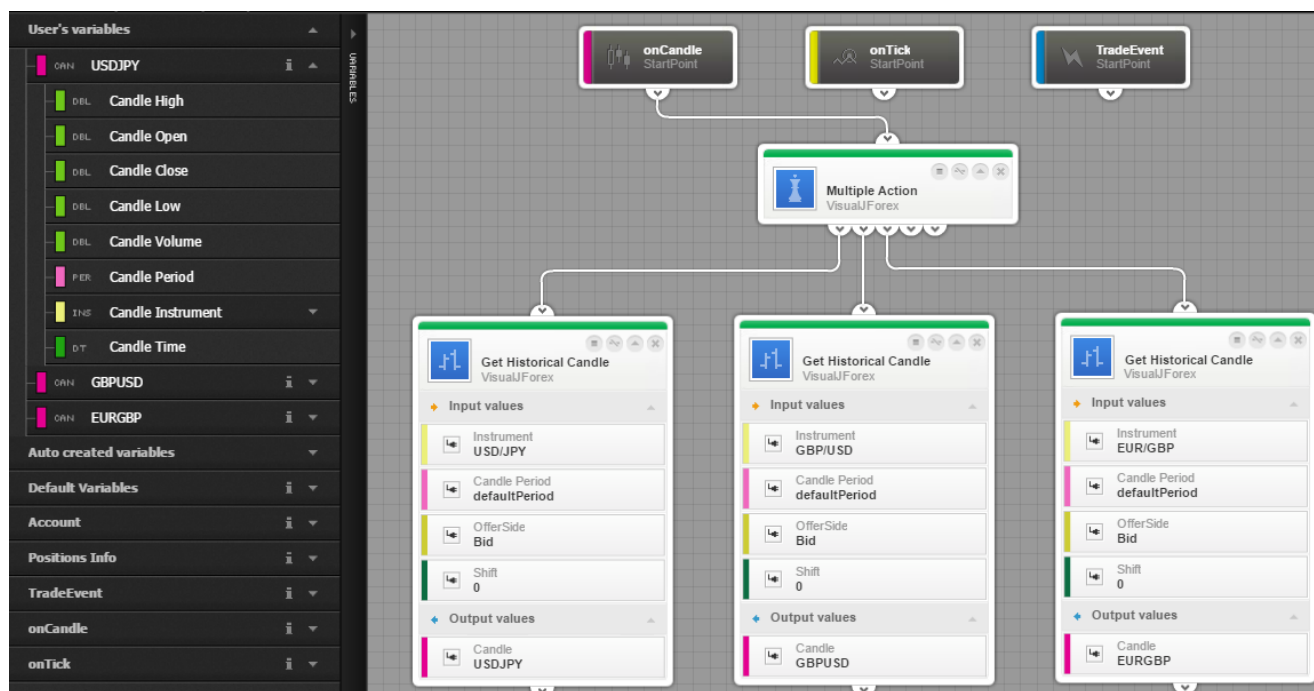 User's variables
CAN USDJPY i
DBL Candle High
DBL Candle Open
DBL Candle Close
DBL Candle Low
DBL Candle Volume
PER Candle Period
INS Candle Instrument
DT Candle Time
CAN GBPUSD i
CAN EURGBP i
Auto created variables
Default Variables i
Account i
Positions Info i
TradeEvent i
onCandle i
onTick i
VARIABLES
onCandle
StartPoint
onTick
StartPoint
TradeEvent
StartPoint
Multiple Action
VisualJForex
Get Historical Candle
VisualJForex
Input values
Instrument
USD/JPY
Candle Period
defaultPeriod
OfferSide
Bid
Shift
0
Output values
Candle
USDJPY
Get Historical Candle
VisualJForex
Input values
Instrument
GBP/USD
Candle Period
defaultPeriod
OfferSide
Bid
Shift
0
Output values
Candle
GBPUSD
Get Historical Candle
VisualJForex
Input values
Instrument
EUR/GBP
Candle Period
defaultPeriod
OfferSide
Bid
Shift
0
Output values
Candle
EURGBP